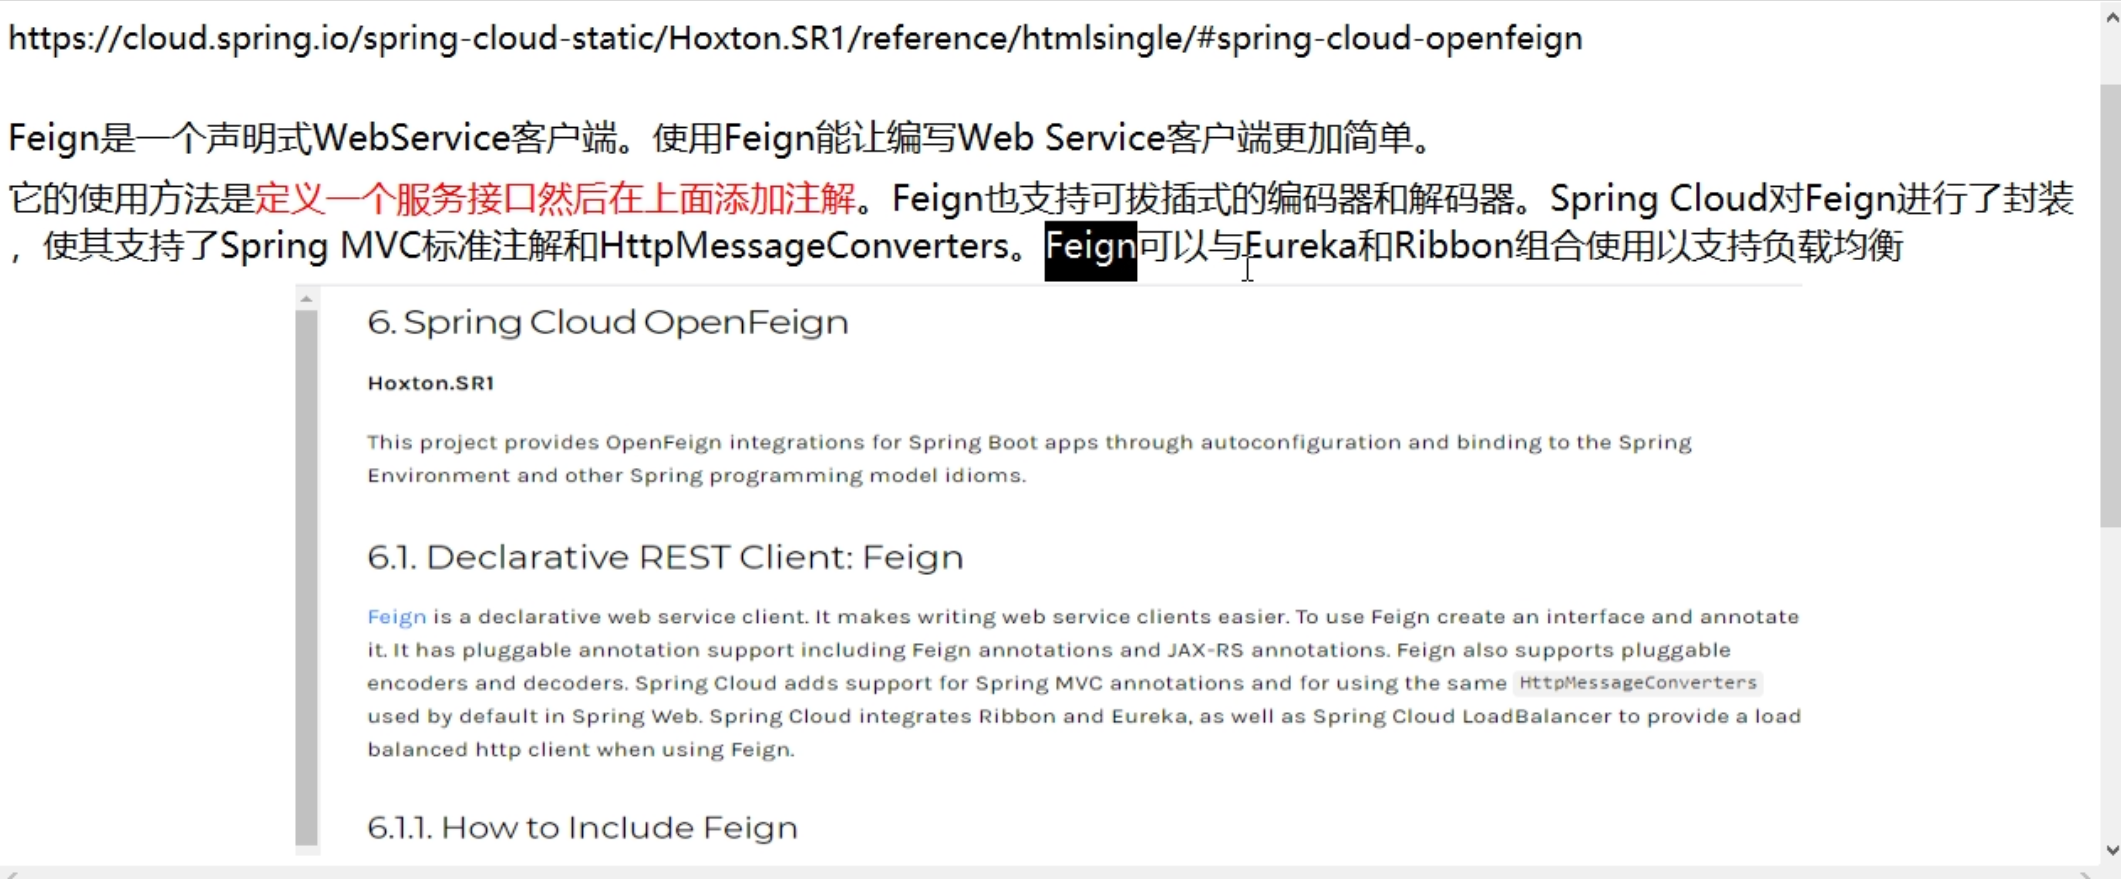 https://cloud.spring.io/spring-cloud-static/Hoxton.SR1/reference/htmlsingle/#spring-cloud-openfeign
Feign是一个声明式WebService客户端。使用Feign能让编写Web Service客户端更加简单。
它的使用方法是定义一个服务接口然后在上面添加注解。Feign也支持可拔插式的编码器和解码器。Spring Cloud对Feign进行了封装
，使其支持了Spring MVC标准注解和HttpMessageConverters。Feign可以与Eureka和Ribbon组合使用以支持负载均衡
6. Spring Cloud OpenFeign
Hoxton.SR1
This project provides OpenFeign integrations for Spring Boot apps through autoconfiguration and binding to the Spring
Environment and other Spring programming model idioms.
6.1. Declarative REST Client: Feign
Feign is a declarative web service client. It makes writing web service clients easier. To use Feign create an interface and annotate
it. It has pluggable annotation support including Feign annotations and JAX-RS annotations. Feign also supports pluggable
encoders and decoders. Spring Cloud adds support for Spring MVC annotations and for using the same HttpMessageConverters
used by default in Spring Web. Spring Cloud integrates Ribbon and Eureka, as well as Spring Cloud LoadBalancer to provide a load
balanced http client when using Feign.
6.1.1. How to Include Feign